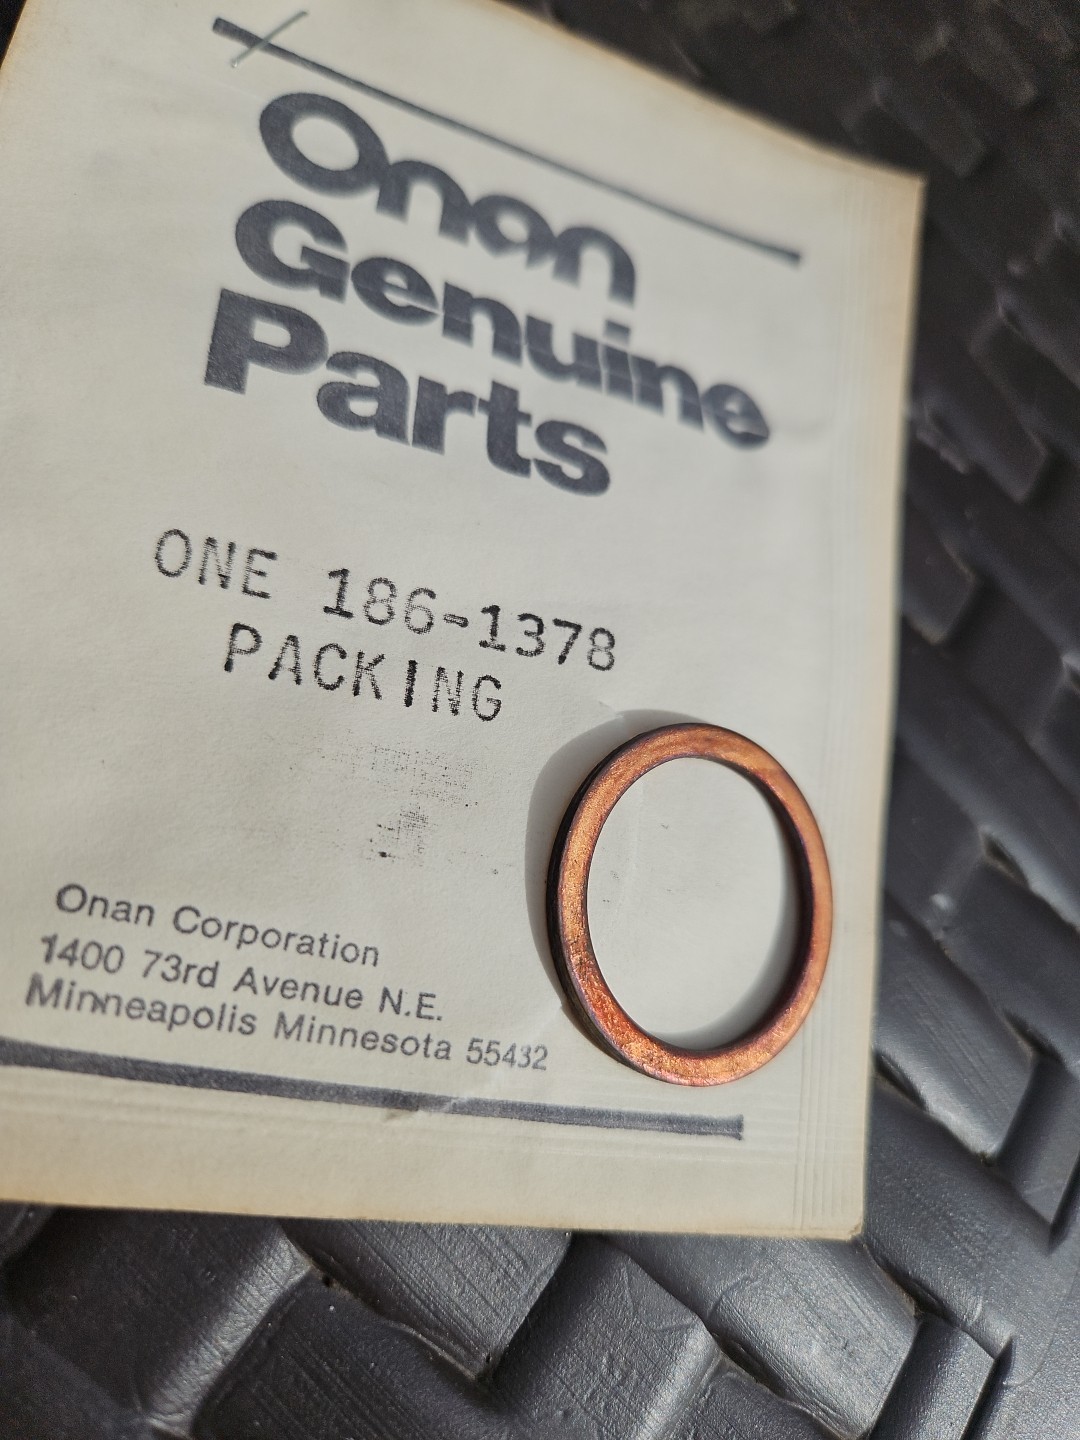 Onan
Genuine
Parts
ONE 186-1378
PACKING
Onan Corporation
1400 73rd Avenue N.E.
Minneapolis Minnesota 55432